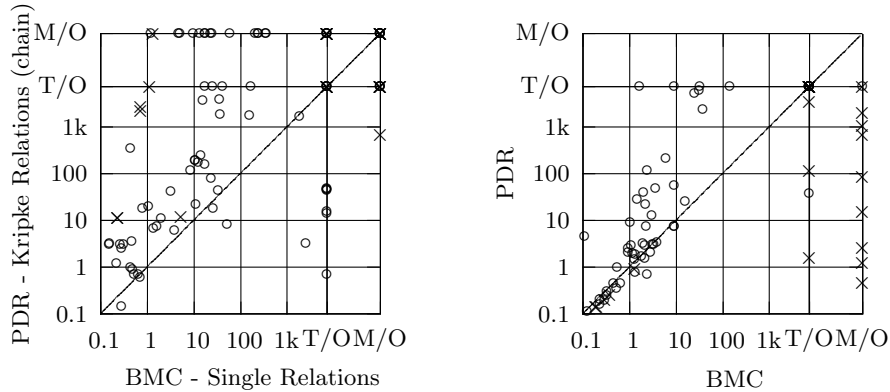 PDR - Kripke Relations (chain)
M/O
T/O
1k
100
10
1
0.1
0.1 1 10 100 1k T/O M/O
BMC - Single Relations
PDR
M/O
T/O
1k
100
10
1
0.1
0.1 1 10 100 1k T/O M/O
BMC